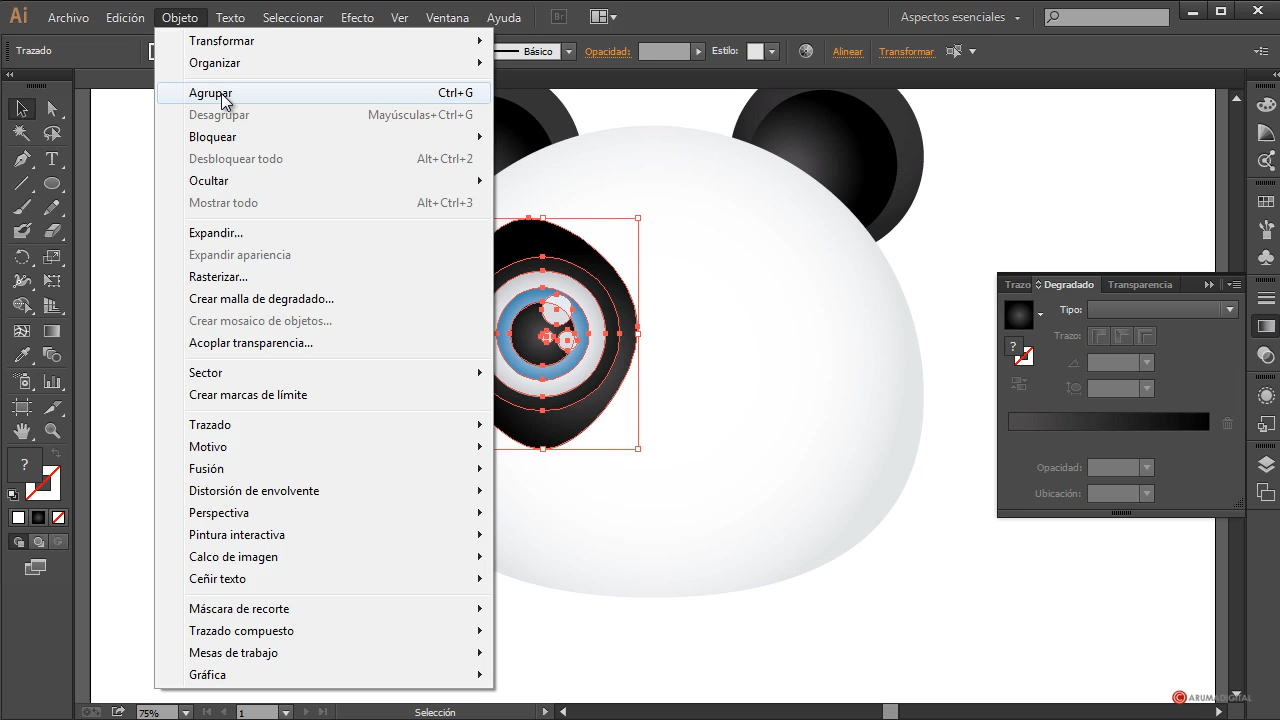 Ai Archivo Edición Objeto Texto Seleccionar Efecto Ver Ventana Ayuda Br Aspectos esenciales
Trazado Básico Opacidad: Estilo: Alinear Transformar
Transformar
Organizar
Agrupar Ctrl+G
Desagrupar Mayúsculas+Ctrl+G
Bloquear
Desbloquear todo Alt+Ctrl+2
Ocultar
Mostrar todo Alt+Ctrl+3
Expandir...
Expandir apariencia
Rasterizar...
Crear malla de degradado...
Crear mosaico de objetos...
Acoplar transparencia...
Sector
Crear marcas de límite
Trazado
Motivo
Fusión
Distorsión de envolvente
Perspectiva
Pintura interactiva
Calco de imagen
Ceñir texto
Máscara de recorte
Trazado compuesto
Mesas de trabajo
Gráfica
T
?
Trazo Degradado Transparencia
Tipo:
Trazo:
?
Opacidad:
Ubicación:
75% 1 Selección
C ARUMADIGITAL